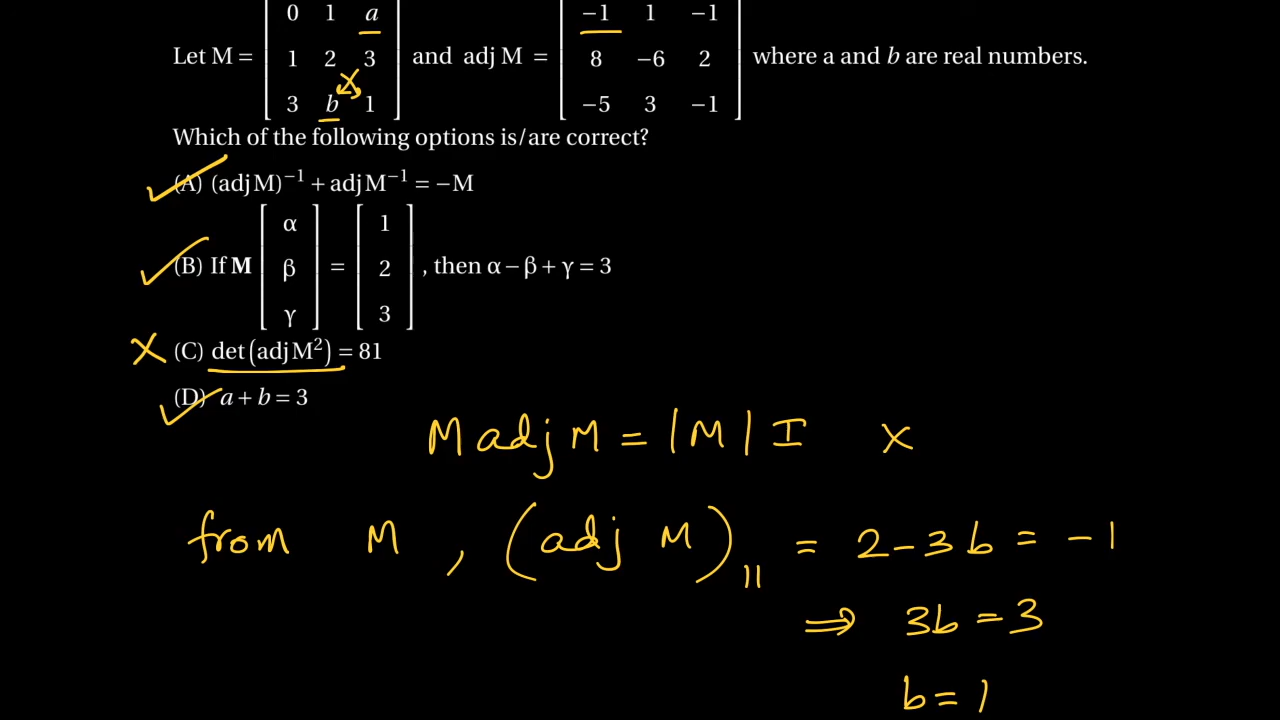 0 1 a −1 1 −1
Let M = 1 2 3 and adj M = 8 −6 2 where a and b are real numbers.
3 b 1 −5 3 −1
Which of the following options is/are correct?
(A) (adj M)⁻¹ + adj M⁻¹ = −M
α 1
(B) If M β = 2 , then α − β + γ = 3
γ 3
(C) det(adj M²) = 81
(D) a + b = 3
M adj M = |M| I x
from M , (adj M)₁₁ = 2 − 3b = −1
⇒ 3b = 3
b = 1